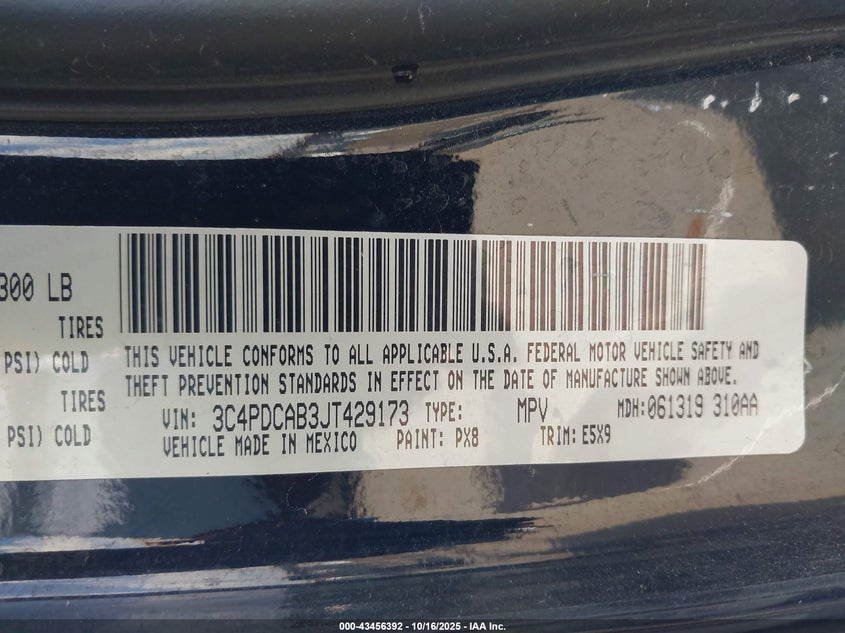 300 LB
TIRES
PSI) COLD
TIRES
PSI) COLD
THIS VEHICLE CONFORMS TO ALL APPLICABLE U.S.A. FEDERAL MOTOR VEHICLE SAFETY AND
THEFT PREVENTION STANDARDS IN EFFECT ON THE DATE OF MANUFACTURE SHOWN ABOVE.
VIN: 3C4PDCAB3JT429173 TYPE: MPV MDH: 061319 310AA
VEHICLE MADE IN MEXICO PAINT: PX8 TRIM: E5X9
000-43456392 | 10/16/2025 | IAA Inc.